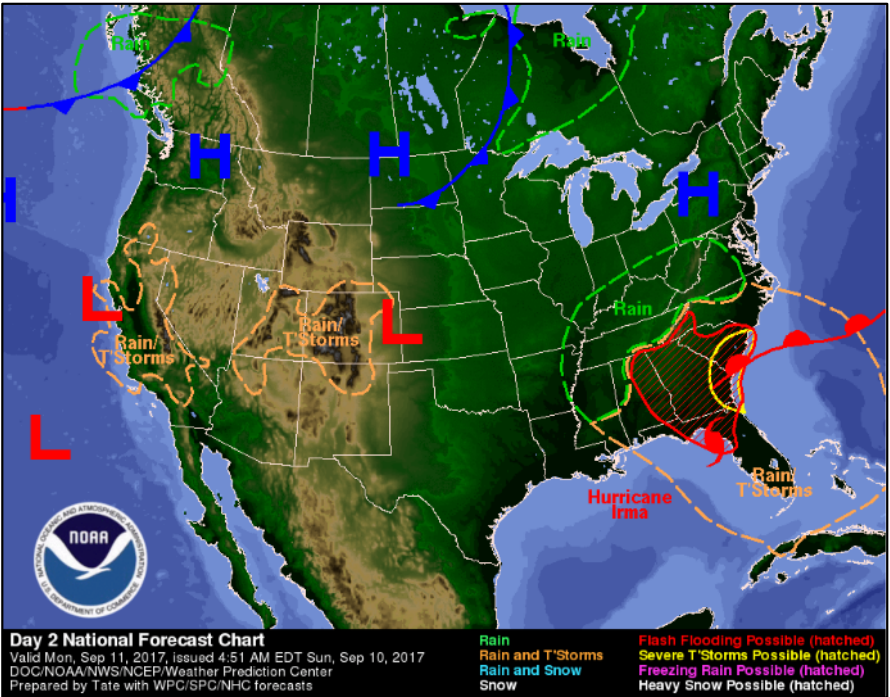 Rain
Rain
H
H
H
H
L
Rain/
T'Storms
Rain/
T'Storms
L
Rain
L
Rain/
T'Storms
Hurricane
Irma
NATIONAL OCEANIC AND ATMOSPHERIC ADMINISTRATION
NOAA
U.S. DEPARTMENT OF COMMERCE
Day 2 National Forecast Chart
Valid Mon, Sep 11, 2017, issued 4:51 AM EDT Sun, Sep 10, 2017
DOC/NOAA/NWS/NCEP/Weather Prediction Center
Prepared by Tate with WPC/SPC/NHC forecasts
Rain
Rain and T'Storms
Rain and Snow
Snow
Flash Flooding Possible (hatched)
Severe T'Storms Possible (hatched)
Freezing Rain Possible (hatched)
Heavy Snow Possible (hatched)